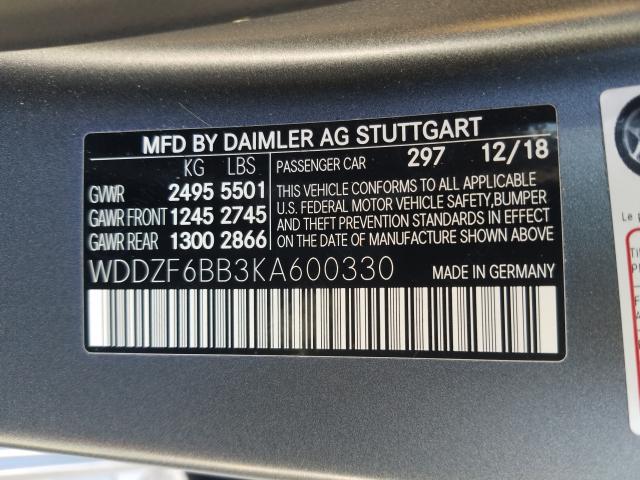 MFD BY DAIMLER AG STUTTGART
KG LBS
PASSENGER CAR 297 12/18
GVWR 2495 5501
GAWR FRONT 1245 2745
GAWR REAR 1300 2866
THIS VEHICLE CONFORMS TO ALL APPLICABLE
U.S. FEDERAL MOTOR VEHICLE SAFETY,BUMPER
AND THEFT PREVENTION STANDARDS IN EFFECT
ON THE DATE OF MANUFACTURE SHOWN ABOVE
WDDZF6BB3KA600330 MADE IN GERMANY
Le